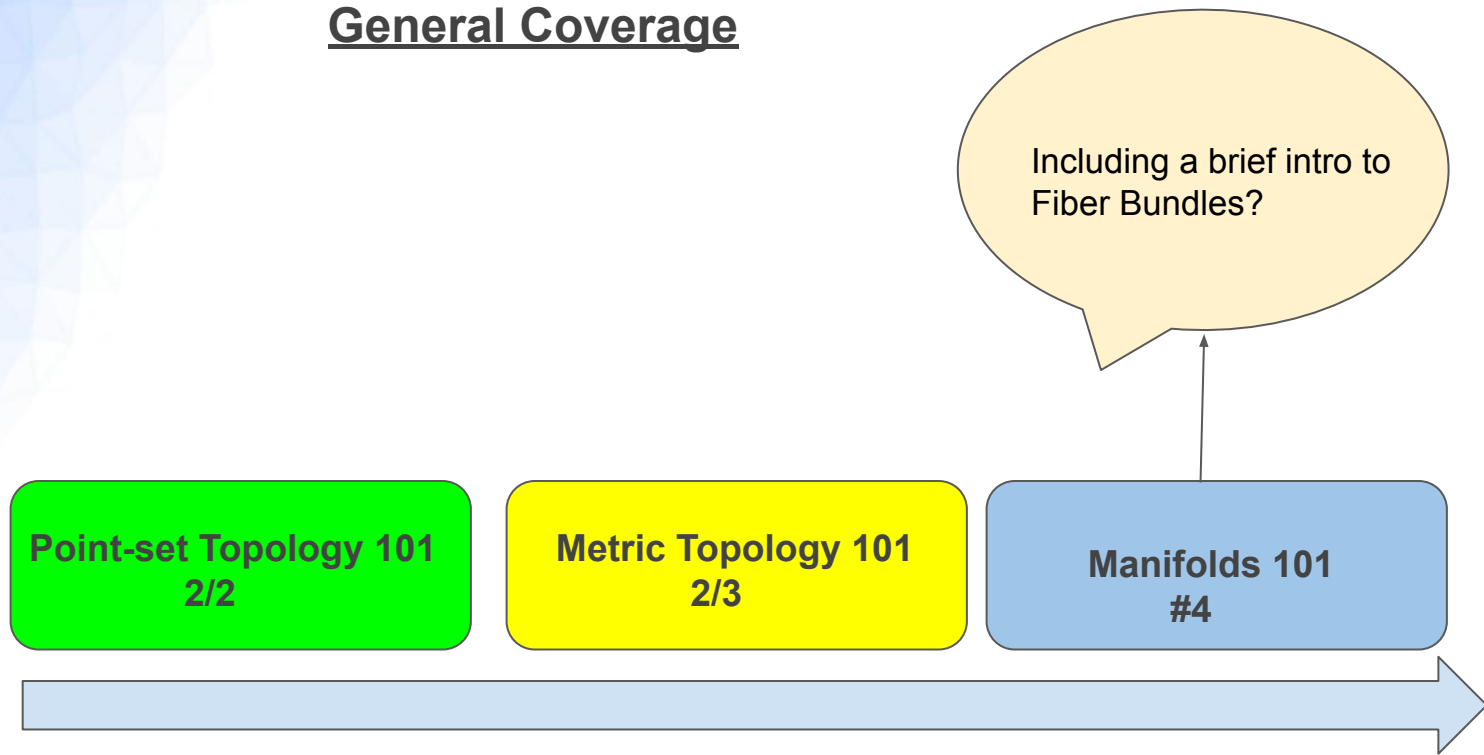 General Coverage
Including a brief intro to
Fiber Bundles?
Point-set Topology 101
2/2
Metric Topology 101
2/3
Manifolds 101
#4